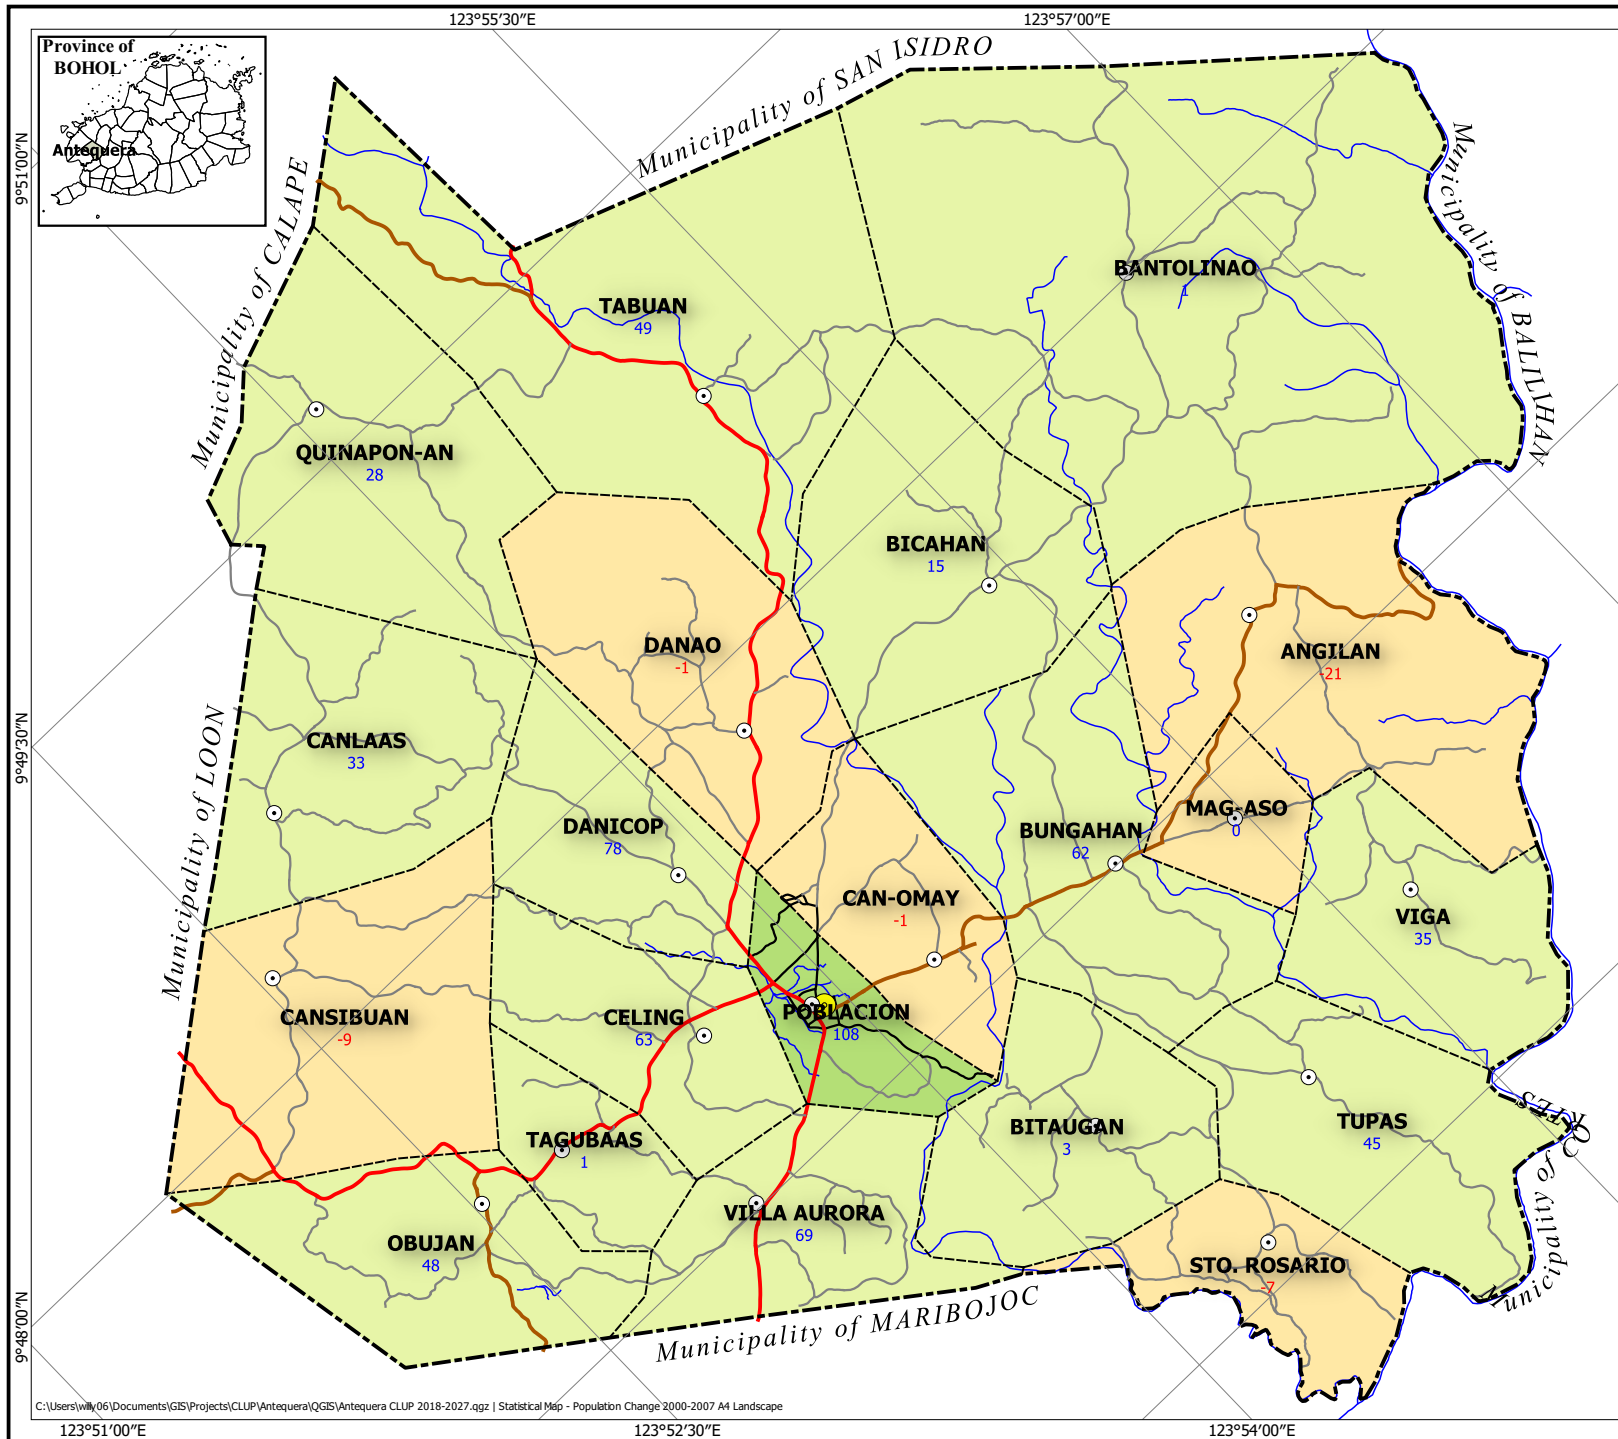 123°55'30"E
123°57'00"E
Province of
BOHOL
Antequera
9°51'00"N
9°49'30"N
9°48'00"N
Municipality of SAN ISIDRO
Municipality of CALAPE
Municipality of BALILIHAN
Municipality of LOON
Municipality of CORTES
Municipality of MARIBOJOC
BANTOLINAO
1
TABUAN
49
QUINAPON-AN
28
BICAHAN
15
DANAO
-1
ANGILAN
-21
CANLAAS
33
DANICOP
78
BUNGAHAN
62
MAG-ASO
0
CAN-OMAY
-1
VIGA
35
CANSIBUAN
-9
CELING
63
POBLACION
108
TAGUBAAS
1
BITAUGAN
3
TUPAS
45
VILLA AURORA
69
OBUJAN
48
STO. ROSARIO
-7
C:\Users\willy06\Documents\GIS\Projects\CLUP\Antequera\QGIS\Antequera CLUP 2018-2027.qgz | Statistical Map - Population Change 2000-2007 A4 Landscape
123°51'00"E
123°52'30"E
123°54'00"E